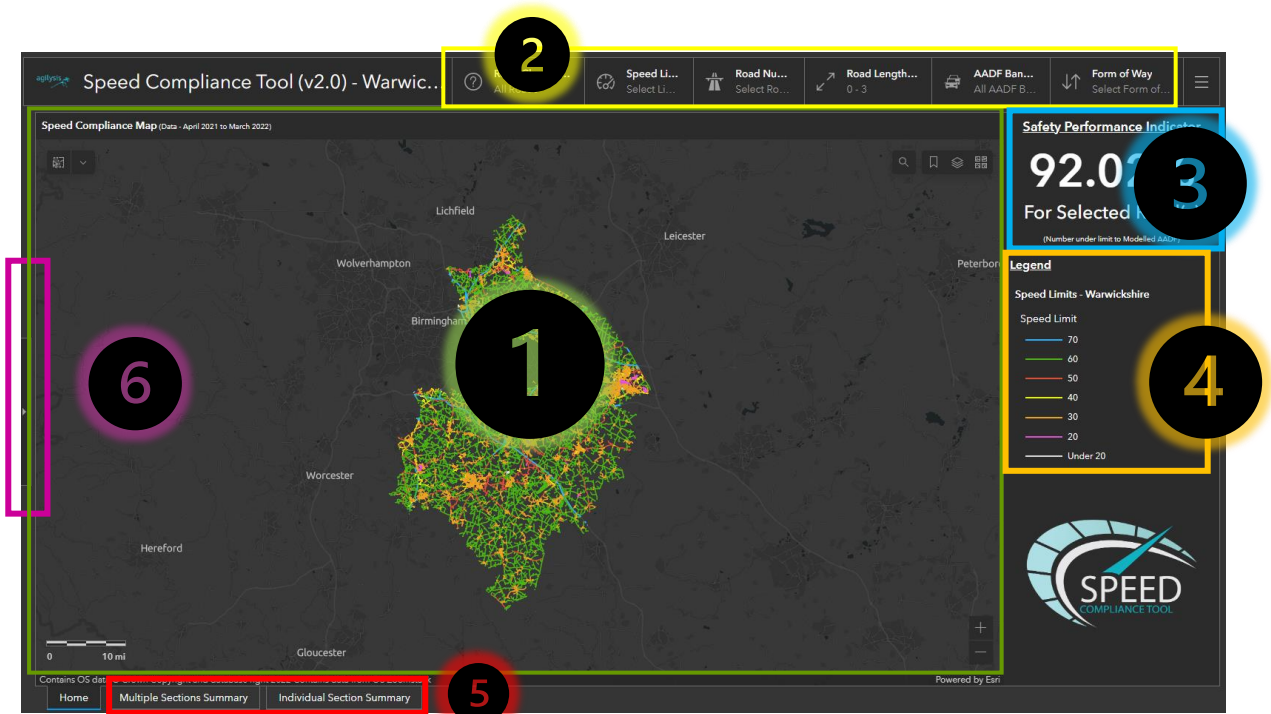 2
agilysis
Speed Compliance Tool (v2.0) - Warwic...
Speed Li...
Select Li...
Road Nu...
Select Ro...
Road Length...
0 - 3
AADF Ban...
All AADF B...
Form of Way
Select Form of...
Speed Compliance Map (Data - April 2021 to March 2022)
Safety Performance Indicator
92.0
3
For Selected
(Number under limit to Modelled AADF)
Lichfield
Leicester
Wolverhampton
Peterbor
Birmingham
1
6
Worcester
Hereford
Gloucester
0 10 mi
Legend
Speed Limits - Warwickshire
Speed Limit
70
60
50
40
30
20
Under 20
4
SPEED
COMPLIANCE TOOL
Contains OS data
Powered by Esri
Home
Multiple Sections Summary
Individual Section Summary
5